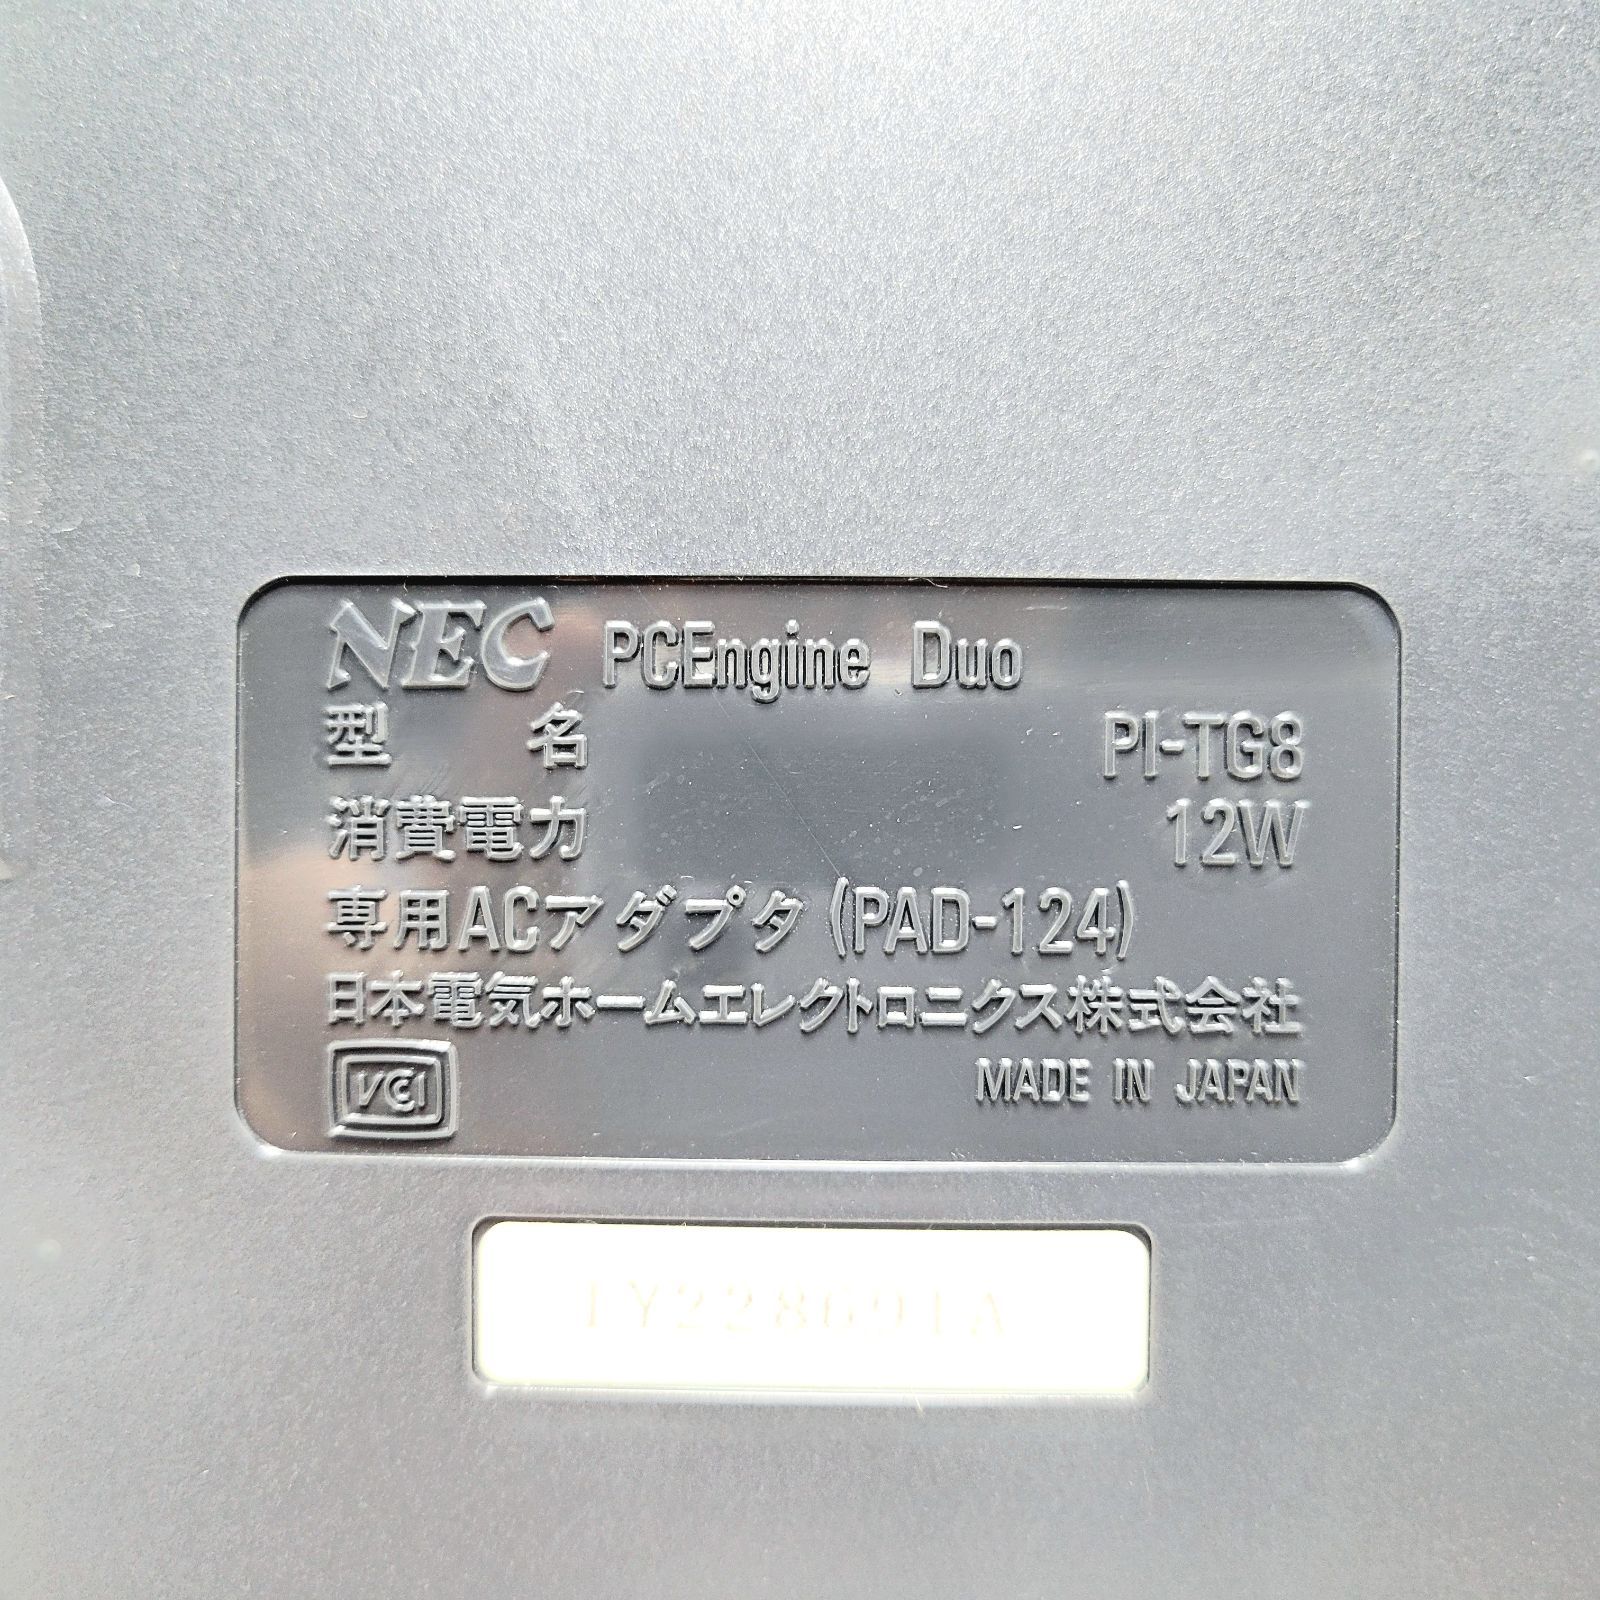 NEC PCEngine Duo
型名 PI-TG8
消費電力 12W
専用ACアダプタ(PAD-124)
日本電気ホームエレクトロニクス株式会社
VCCI MADE IN JAPAN
1Y228691A